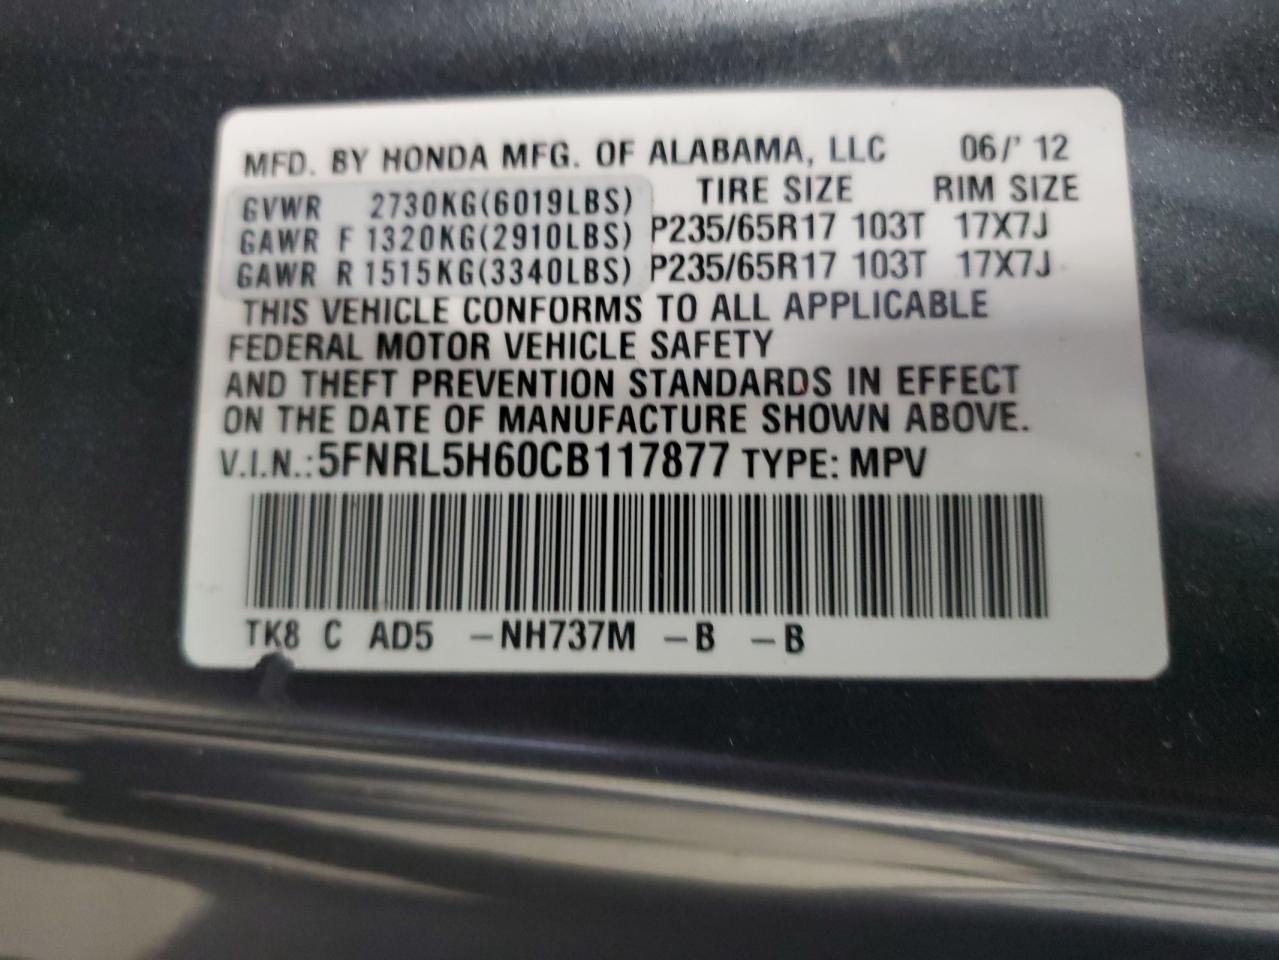 MFD. BY HONDA MFG. OF ALABAMA, LLC 06/' 12
GVWR 2730KG(6019LBS) TIRE SIZE RIM SIZE
GAWR F 1320KG(2910LBS) P235/65R17 103T 17X7J
GAWR R 1515KG(3340LBS) P235/65R17 103T 17X7J
THIS VEHICLE CONFORMS TO ALL APPLICABLE
FEDERAL MOTOR VEHICLE SAFETY
AND THEFT PREVENTION STANDARDS IN EFFECT
ON THE DATE OF MANUFACTURE SHOWN ABOVE.
V.I.N.: 5FNRL5H60CB117877 TYPE: MPV
TK8 C AD5 -NH737M -B -B